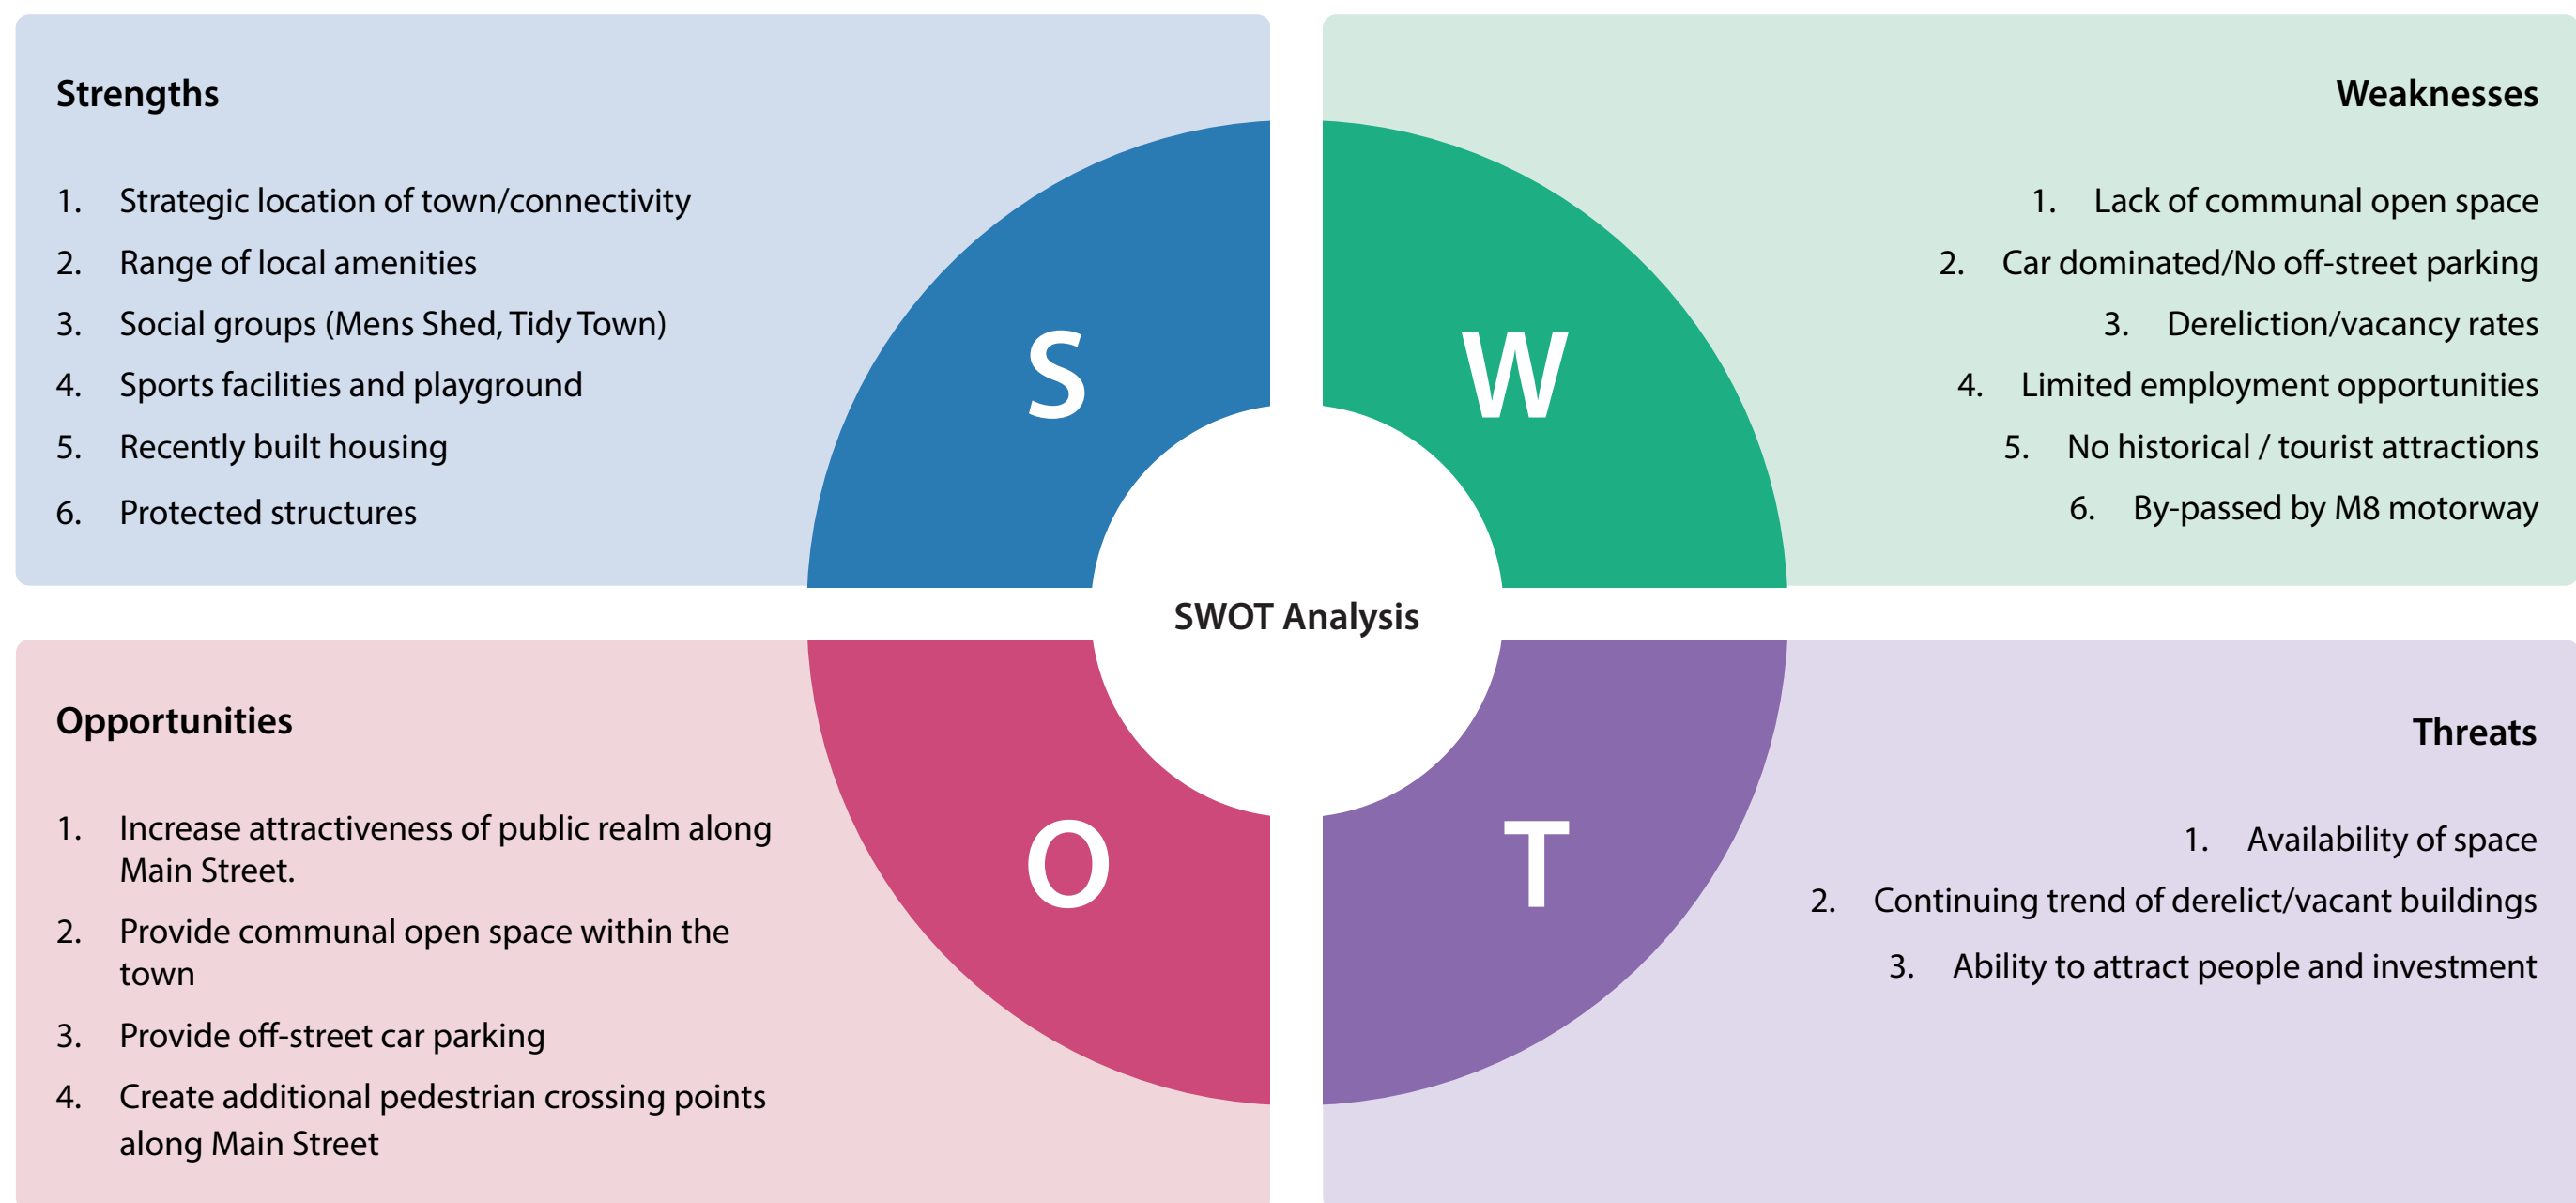 Strengths
1. Strategic location of town/connectivity
2. Range of local amenities
3. Social groups (Mens Shed, Tidy Town)
4. Sports facilities and playground
5. Recently built housing
6. Protected structures
S
Weaknesses
1. Lack of communal open space
2. Car dominated/No off-street parking
3. Dereliction/vacancy rates
4. Limited employment opportunities
5. No historical / tourist attractions
6. By-passed by M8 motorway
W
SWOT Analysis
Opportunities
1. Increase attractiveness of public realm along
Main Street.
2. Provide communal open space within the
town
3. Provide off-street car parking
4. Create additional pedestrian crossing points
along Main Street
O
Threats
1. Availability of space
2. Continuing trend of derelict/vacant buildings
3. Ability to attract people and investment
T